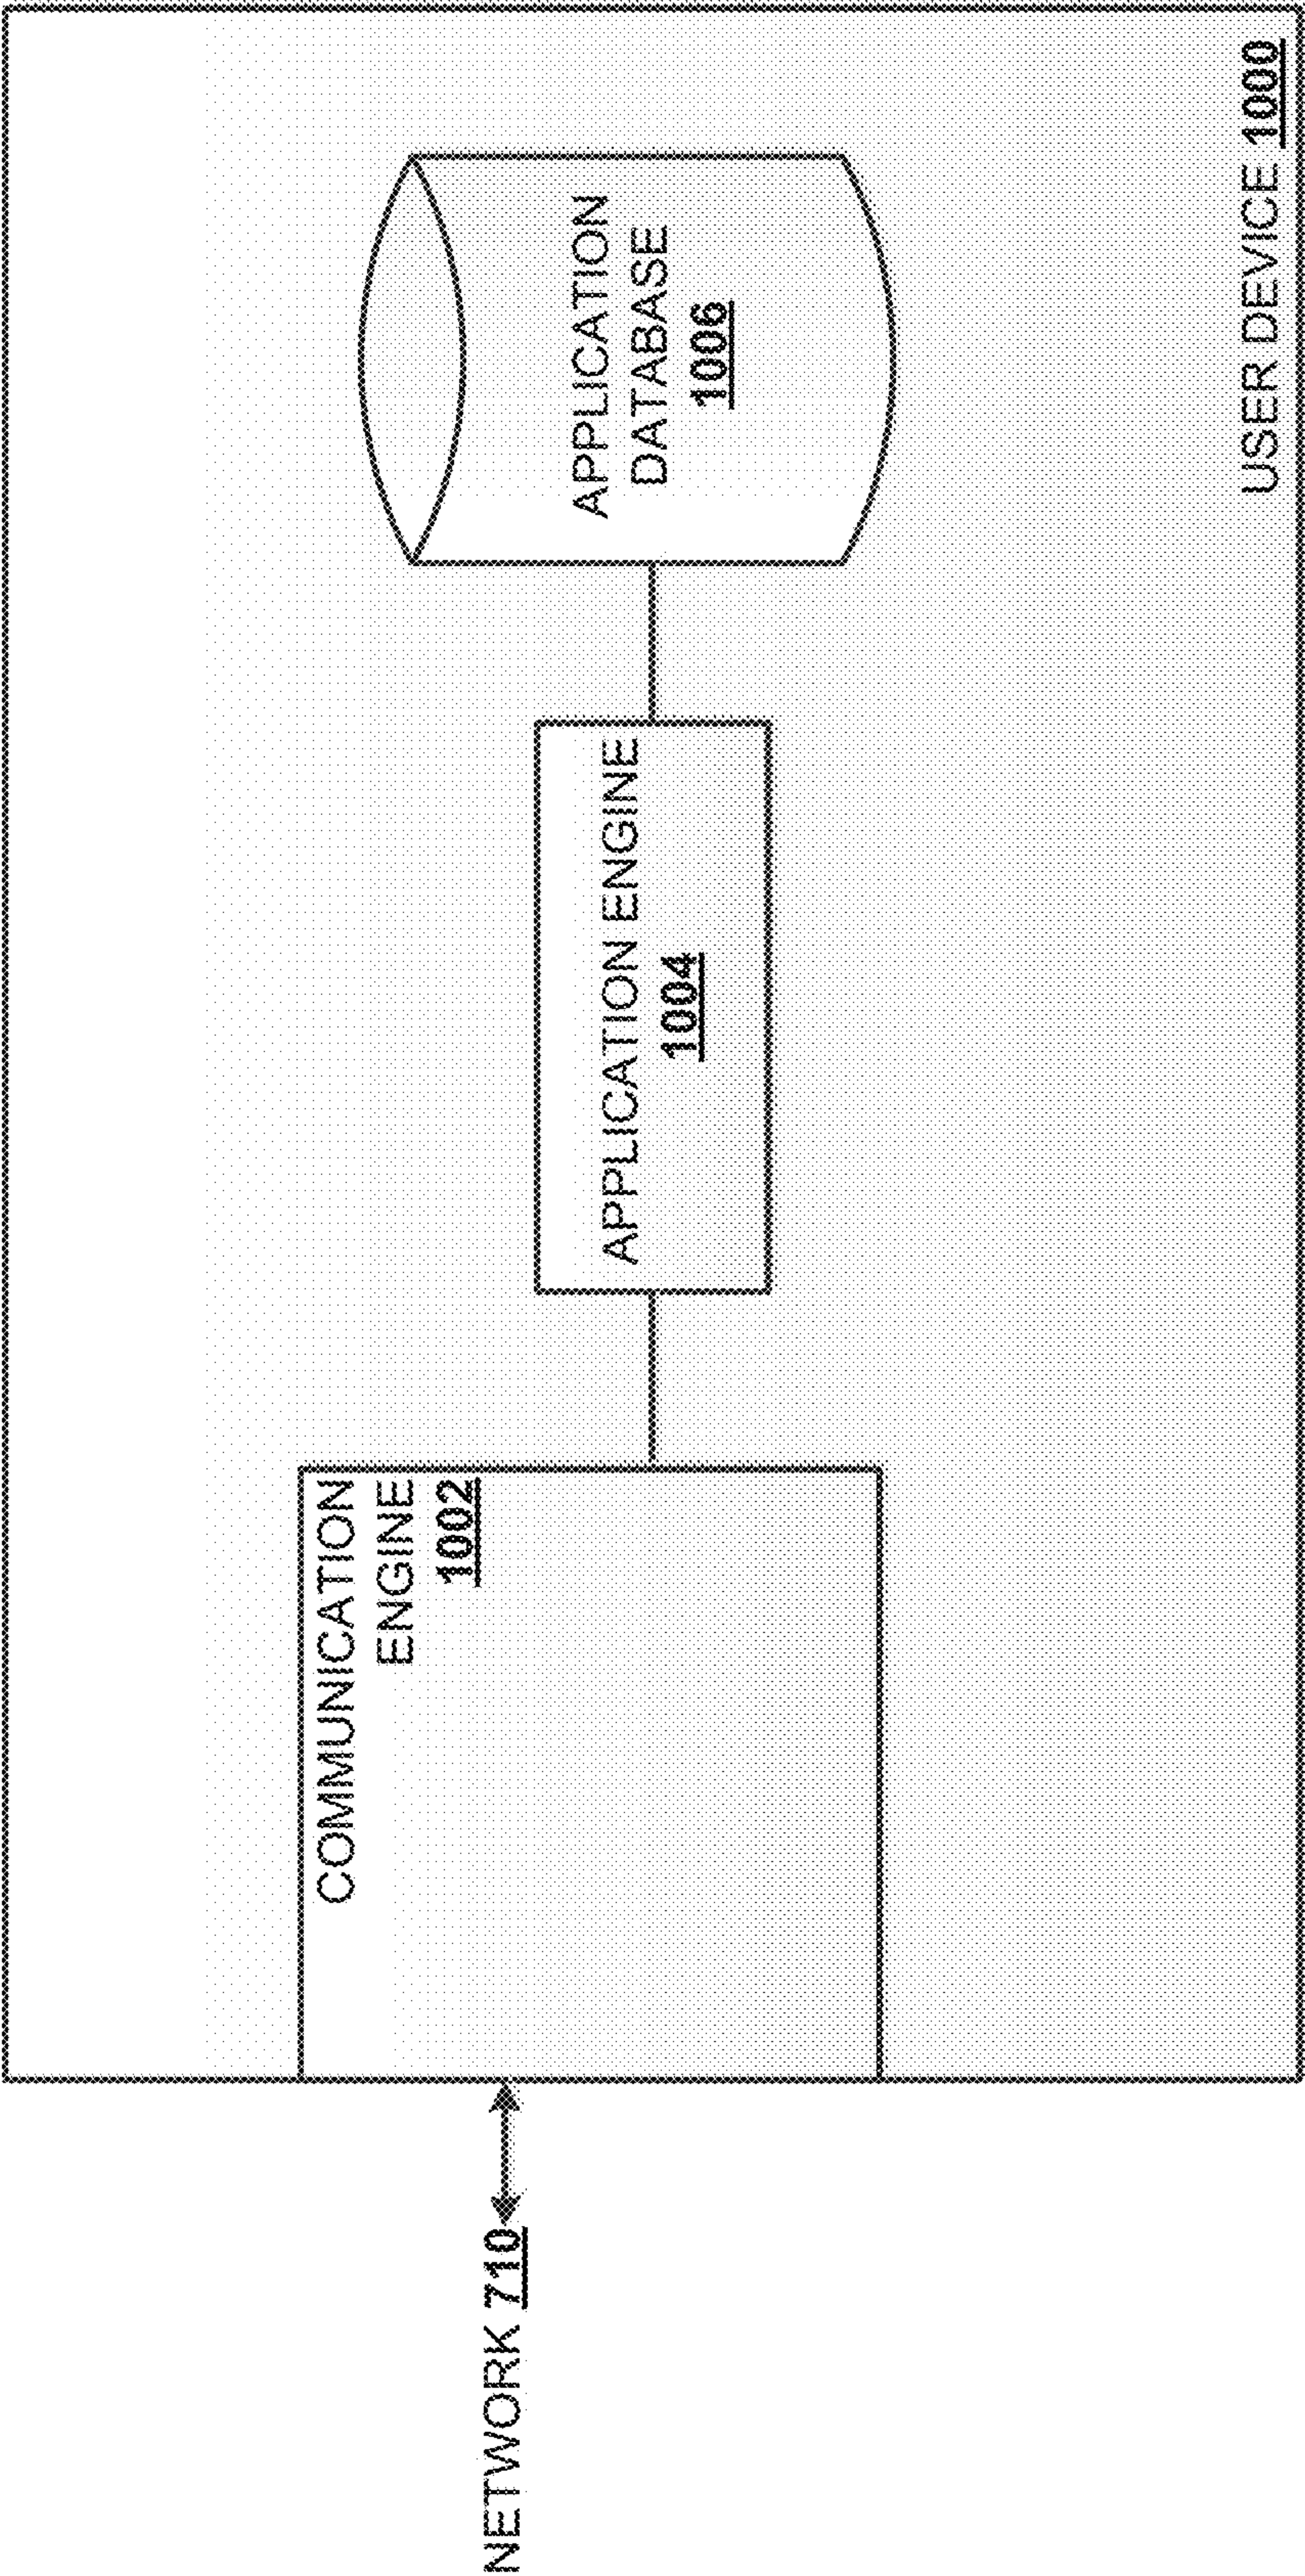 NETWORK 710
COMMUNICATION
ENGINE
1002
APPLICATION ENGINE
1004
APPLICATION
DATABASE
1006
USER DEVICE 1000